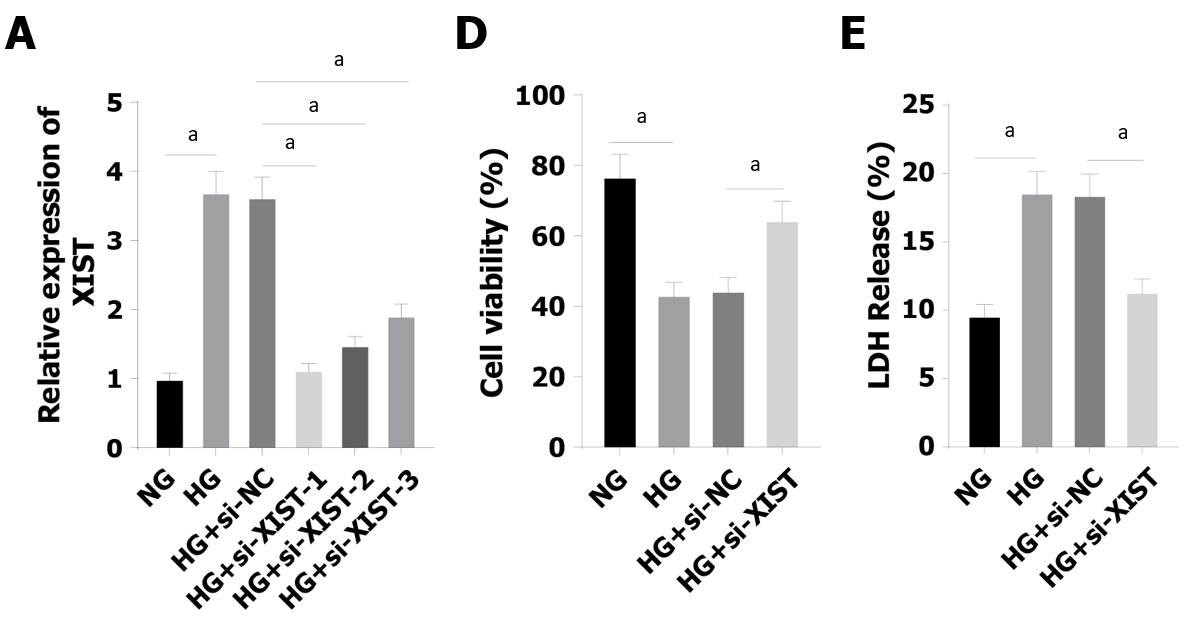 A
Relative expression of
XIST
5
4
3
2
1
0
a
a
a
a
NG
HG
HG+si-NC
HG+si-XIST-1
HG+si-XIST-2
HG+si-XIST-3
D
Cell viability (%)
100
80
60
40
20
0
a
a
NG
HG
HG+si-NC
HG+si-XIST
E
LDH Release (%)
25
20
15
10
5
0
a
a
NG
HG
HG+si-NC
HG+si-XIST